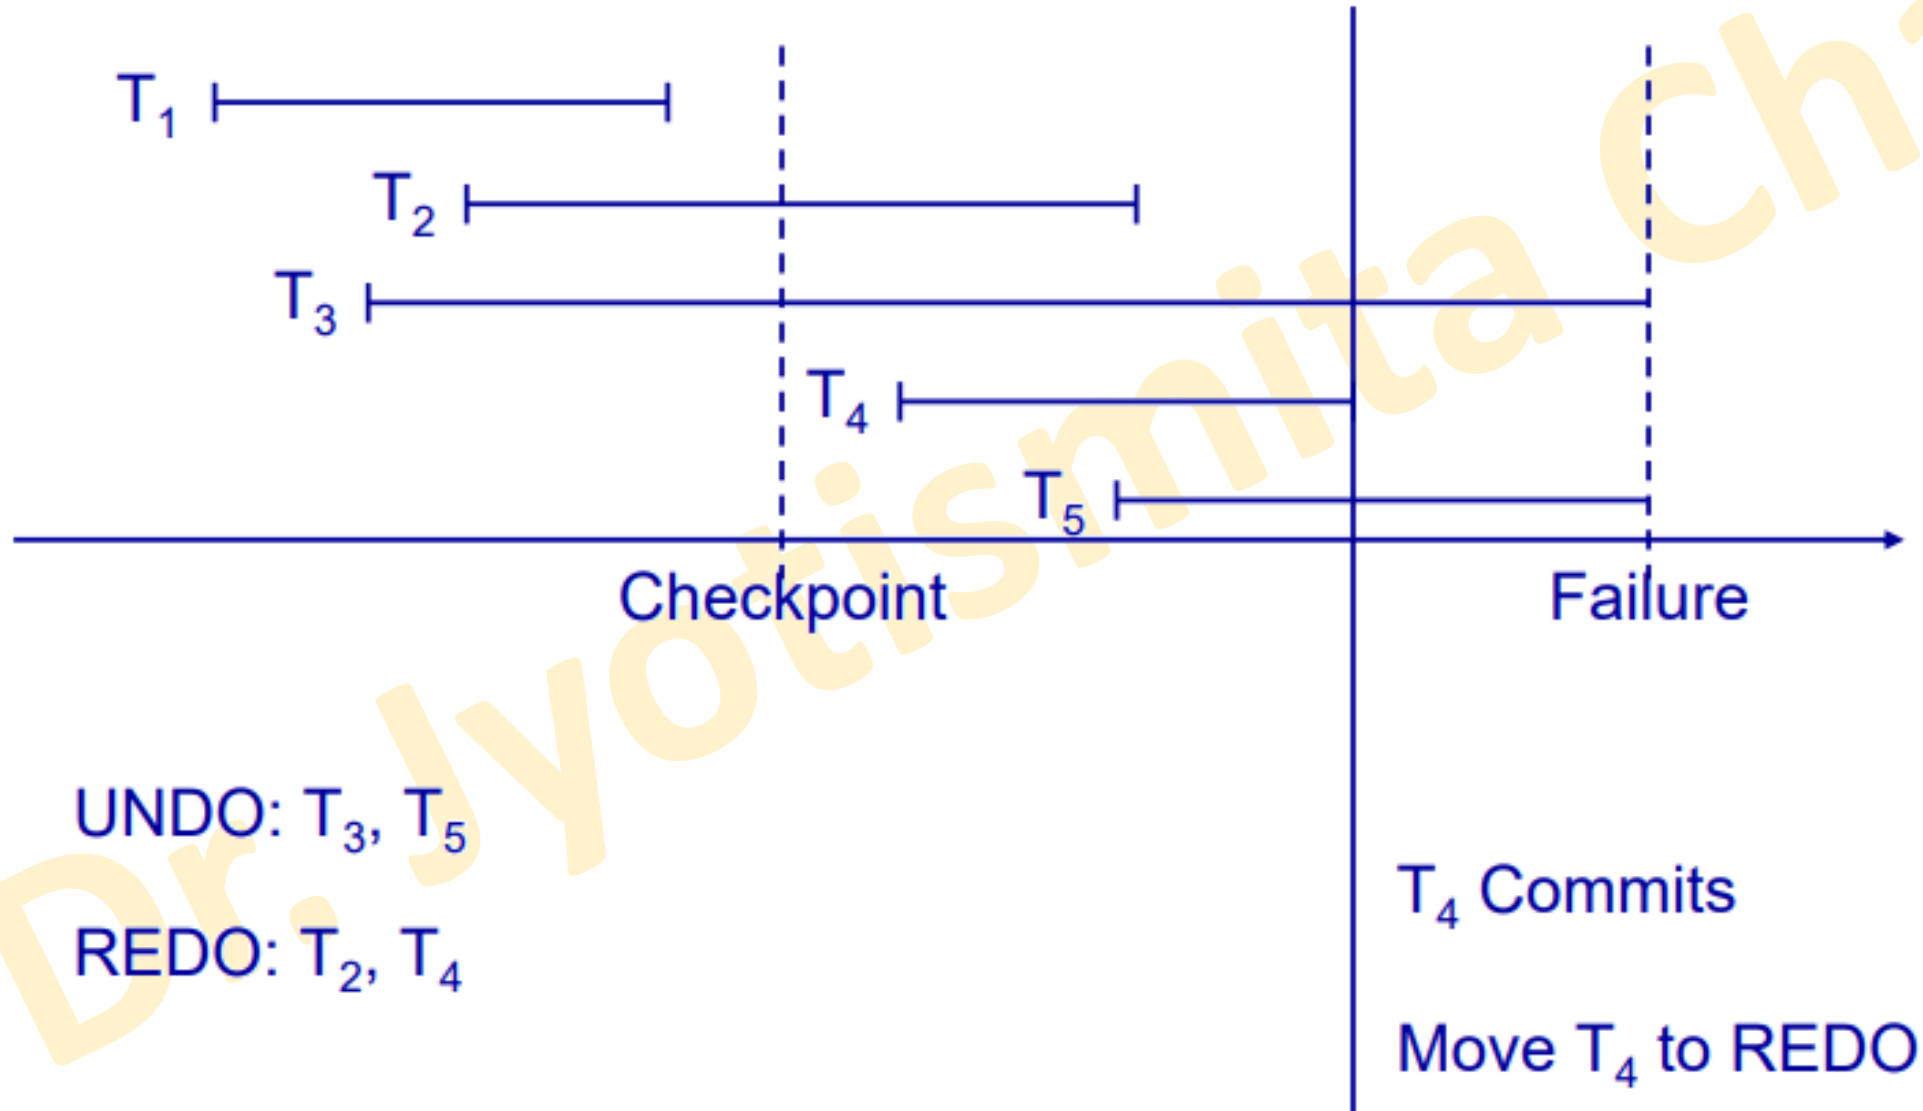 T1
T2
T3
T4
T5
Checkpoint
Failure
UNDO: T3, T5
T4 Commits
REDO: T2, T4
Move T4 to REDO
Dr. Jyotismita